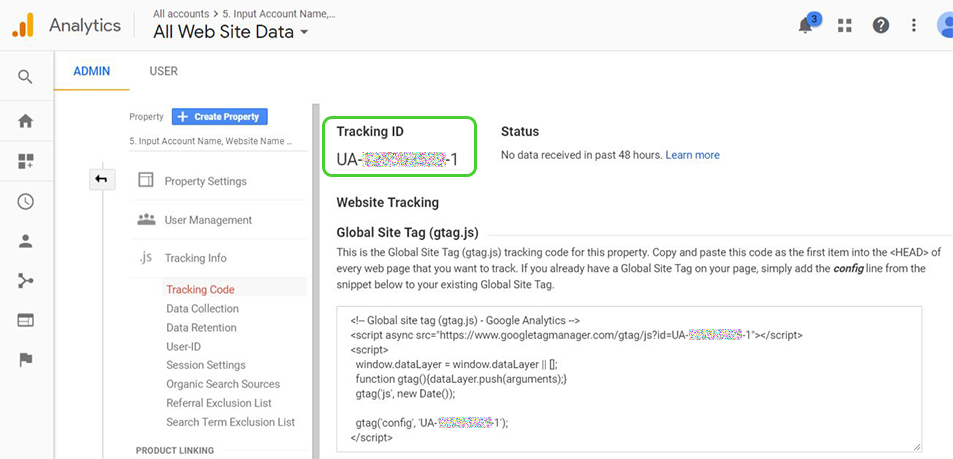 Analytics
All accounts > 5. Input Account Name,...
All Web Site Data
3
ADMIN
USER
Property
+ Create Property
5. Input Account Name, Website Name ...
Property Settings
User Management
.js Tracking Info
Tracking Code
Data Collection
Data Retention
User-ID
Session Settings
Organic Search Sources
Referral Exclusion List
Search Term Exclusion List
PRODUCT LINKING
Tracking ID
UA- -1
Status
No data received in past 48 hours. Learn more
Website Tracking
Global Site Tag (gtag.js)
This is the Global Site Tag (gtag.js) tracking code for this property. Copy and paste this code as the first item into the <HEAD> of
every web page that you want to track. If you already have a Global Site Tag on your page, simply add the config line from the
snippet below to your existing Global Site Tag.
<!-- Global site tag (gtag.js) - Google Analytics -->
<script async src="https://www.googletagmanager.com/gtag/js?id=UA- -1"></script>
<script>
window.dataLayer = window.dataLayer || [];
function gtag(){dataLayer.push(arguments);}
gtag('js', new Date());
gtag('config', 'UA- -1');
</script>